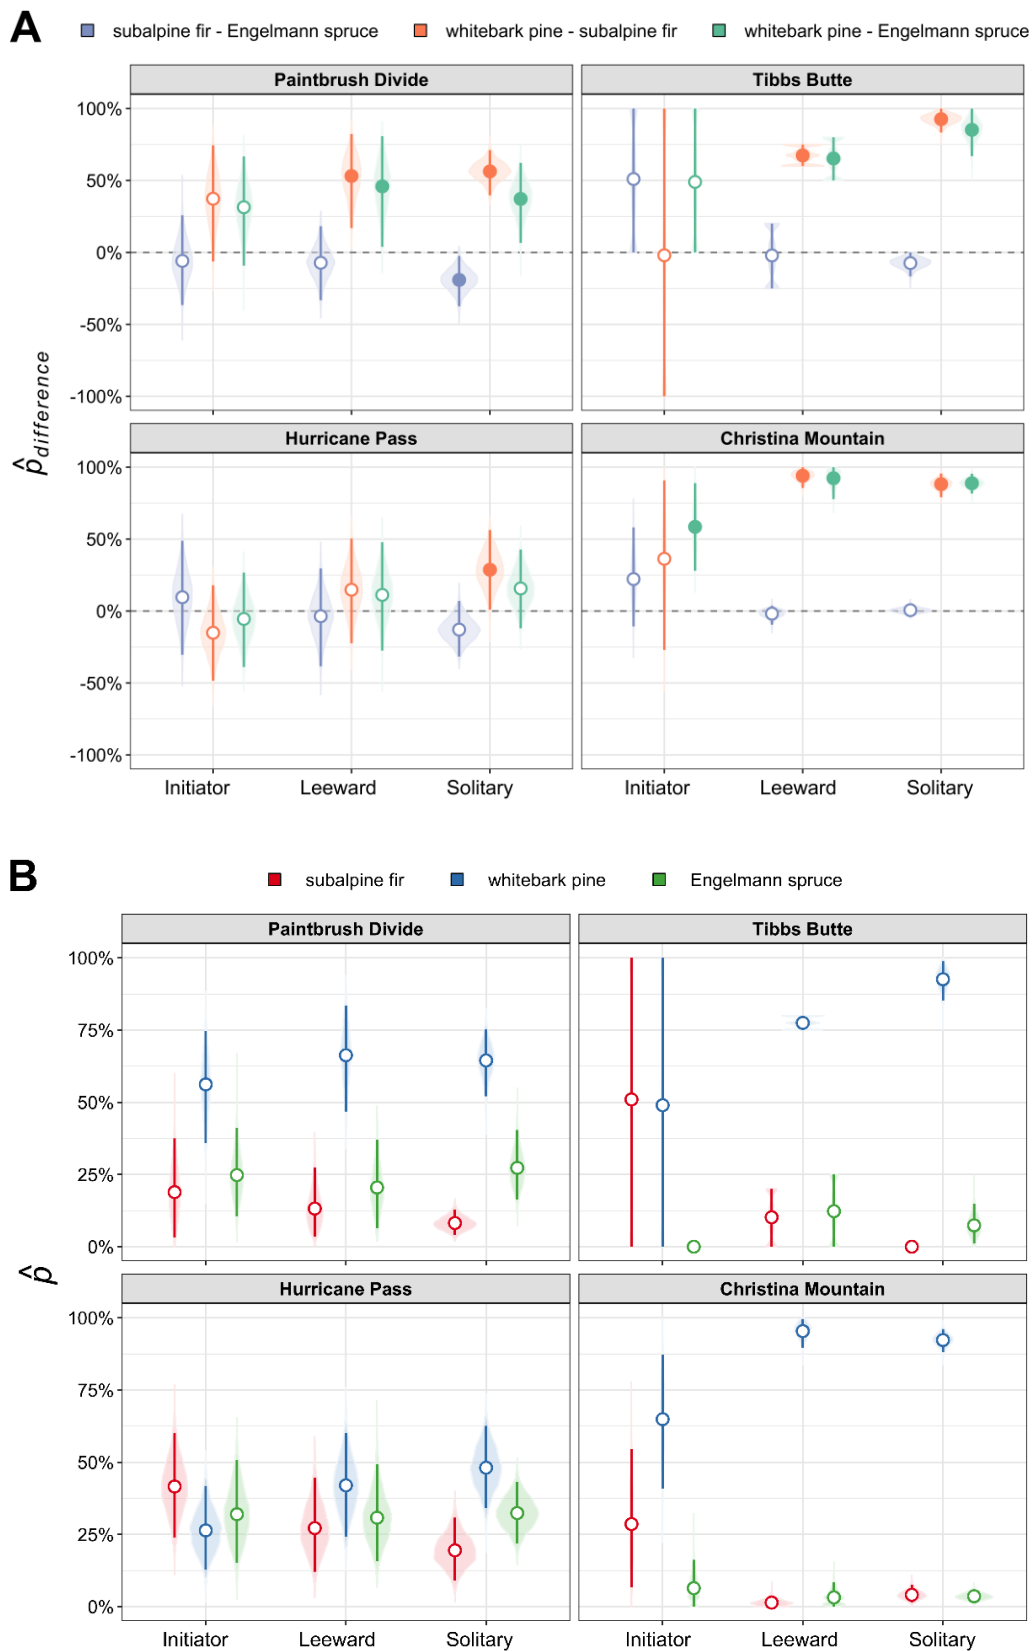 A
subalpine fir - Engelmann spruce whitebark pine - subalpine fir whitebark pine - Engelmann spruce
Paintbrush Divide Tibbs Butte
100%
50%
0%
-50%
-100%
Hurricane Pass Christina Mountain
100%
50%
0%
-50%
-100%
p̂difference
Initiator Leeward Solitary Initiator Leeward Solitary
B
subalpine fir whitebark pine Engelmann spruce
Paintbrush Divide Tibbs Butte
100%
75%
50%
25%
0%
Hurricane Pass Christina Mountain
100%
75%
50%
25%
0%
p̂
Initiator Leeward Solitary Initiator Leeward Solitary